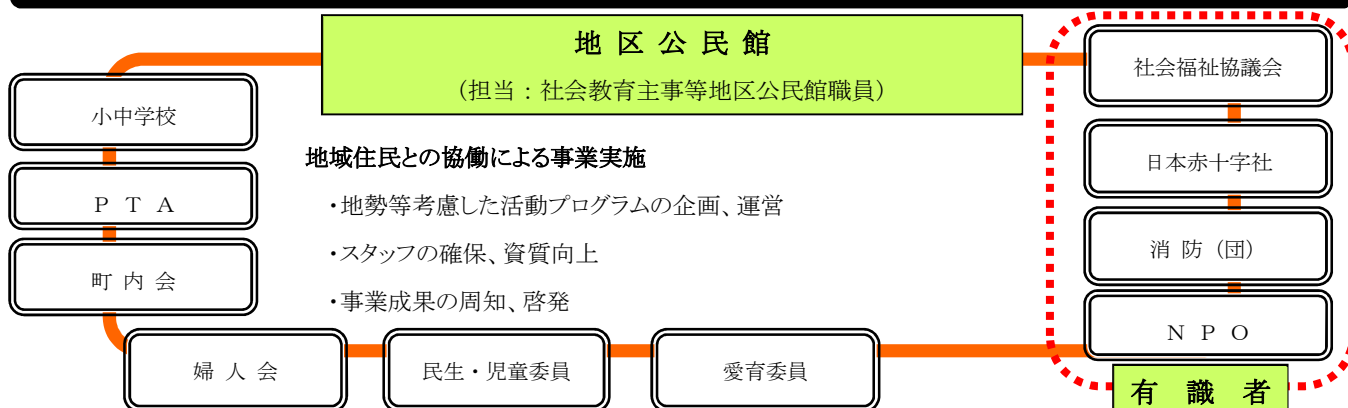 地 区 公 民 館
（担当：社会教育主事等地区公民館職員）
小中学校
Ｐ Ｔ Ａ
町 内 会
地域住民との協働による事業実施
・地勢等考慮した活動プログラムの企画、運営
・スタッフの確保、資質向上
・事業成果の周知、啓発
婦 人 会
民生・児童委員
愛育委員
社会福祉協議会
日本赤十字社
消 防（団）
Ｎ Ｐ Ｏ
有 識 者